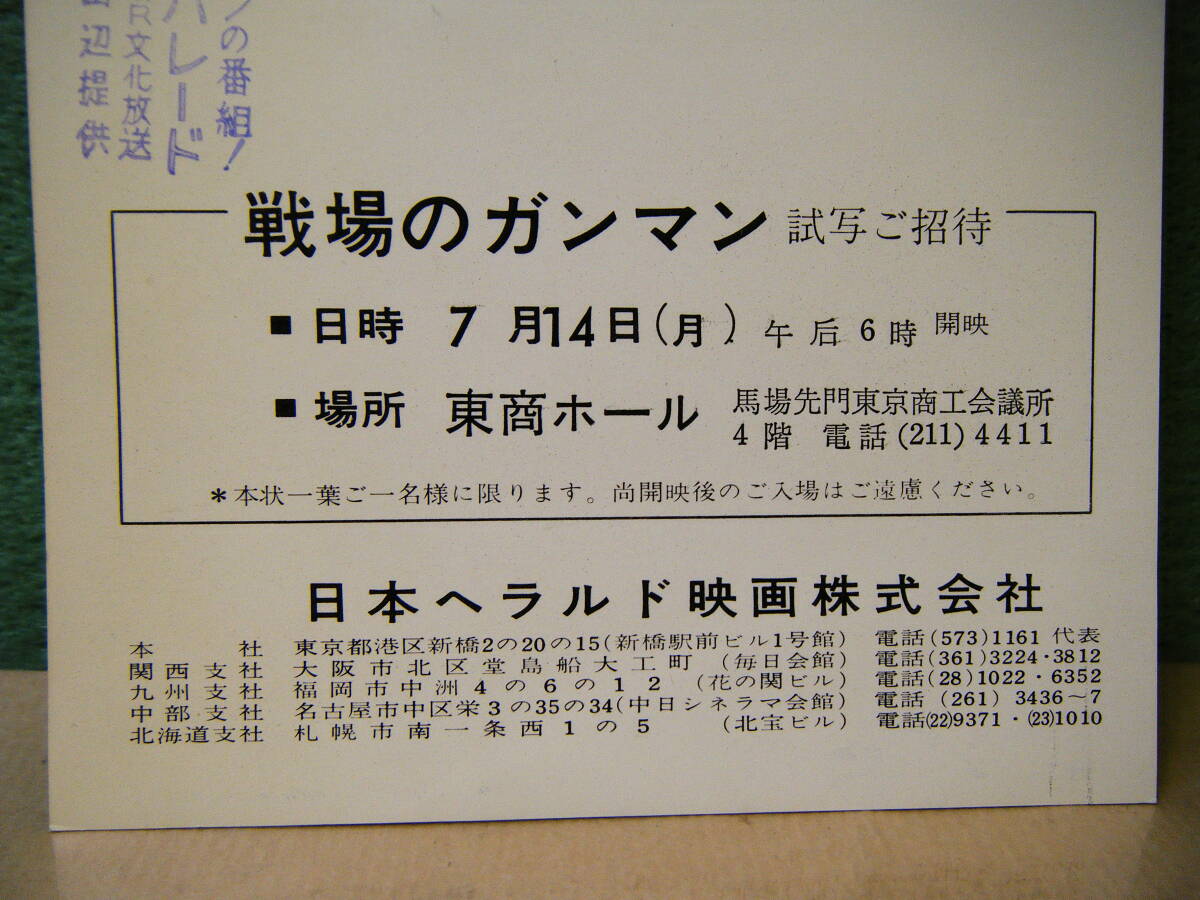 ンの番組!
パレード
R文化放送
辺提供
戦場のガンマン 試写ご招待
■日時 7月14日(月) 午后6時 開映
■場所 東商ホール 馬場先門東京商工会議所
4階 電話(211)4411
*本状一葉ご一名様に限ります。尚開映後のご入場はご遠慮ください。
日本ヘラルド映画株式会社
本社 東京都港区新橋2の20の15(新橋駅前ビル1号館) 電話(573)1161代表
関西支社 大阪市北区堂島船大工町(毎日会館) 電話(361)3224・3812
九州支社 福岡市中洲4の6の12(花の関ビル) 電話(28)1022・6352
中部支社 名古屋市中区栄3の35の34(中日シネラマ会館) 電話(261)3436〜7
北海道支社 札幌市南一条西1の5(北宝ビル) 電話(22)9371・(23)1010